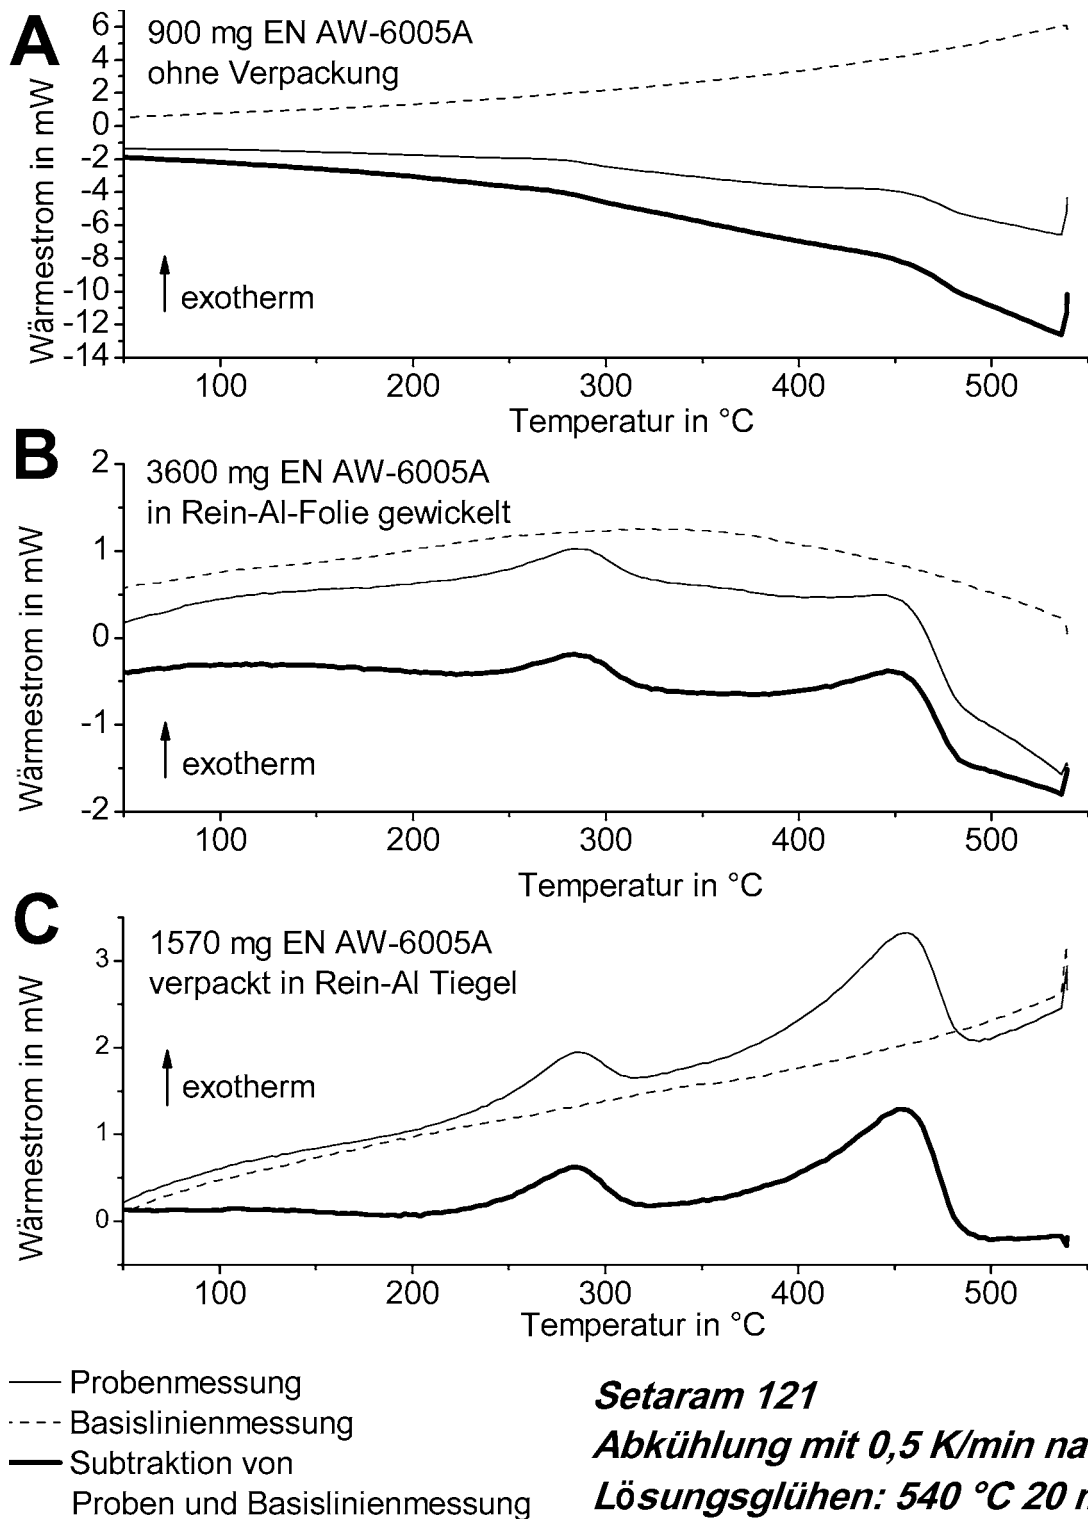 A
900 mg EN AW-6005A
ohne Verpackung
Wärmestrom in mW
6
4
2
0
-2
-4
-6
-8
-10
-12
-14
exotherm
100 200 300 400 500
Temperatur in °C
B
3600 mg EN AW-6005A
in Rein-Al-Folie gewickelt
Wärmestrom in mW
2
1
0
-1
-2
exotherm
100 200 300 400 500
Temperatur in °C
C
1570 mg EN AW-6005A
verpackt in Rein-Al Tiegel
Wärmestrom in mW
3
2
1
0
exotherm
100 200 300 400 500
Temperatur in °C
Probenmessung
Basislinienmessung
Subtraktion von
Proben und Basislinienmessung
Setaram 121
Abkühlung mit 0,5 K/min na
Lösungsglühen: 540 °C 20